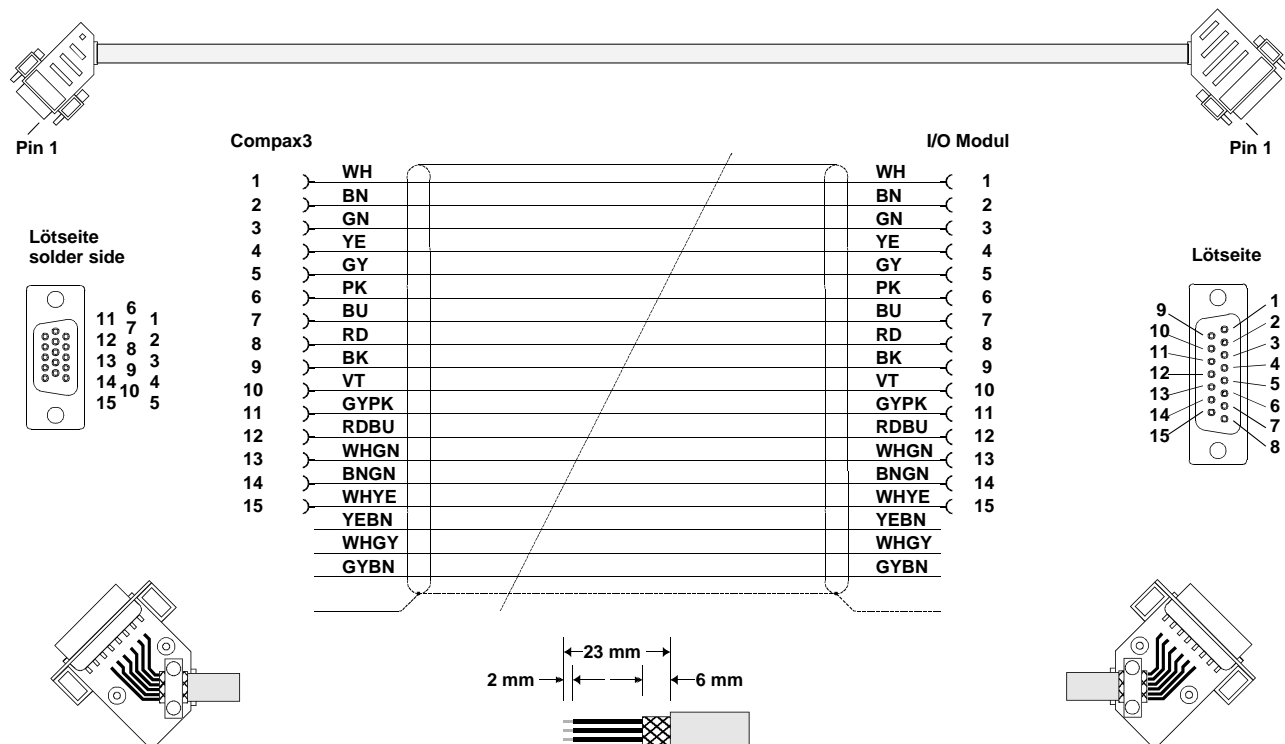 Pin 1
Pin 1
Compax3
I/O Modul
1 WH WH 1
2 BN BN 2
3 GN GN 3
4 YE YE 4
5 GY GY 5
6 PK PK 6
7 BU BU 7
8 RD RD 8
9 BK BK 9
10 VT VT 10
11 GYPK GYPK 11
12 RDBU RDBU 12
13 WHGN WHGN 13
14 BNGN BNGN 14
15 WHYE WHYE 15
YEBN YEBN
WHGY WHGY
GYBN GYBN
Lötseite
solder side
6
11 1
7
12 2
8
13 3
9
14 4
10
15 5
Lötseite
1
9
2
10
3
11
4
12
5
13
6
14
7
15
8
23 mm
2 mm
6 mm